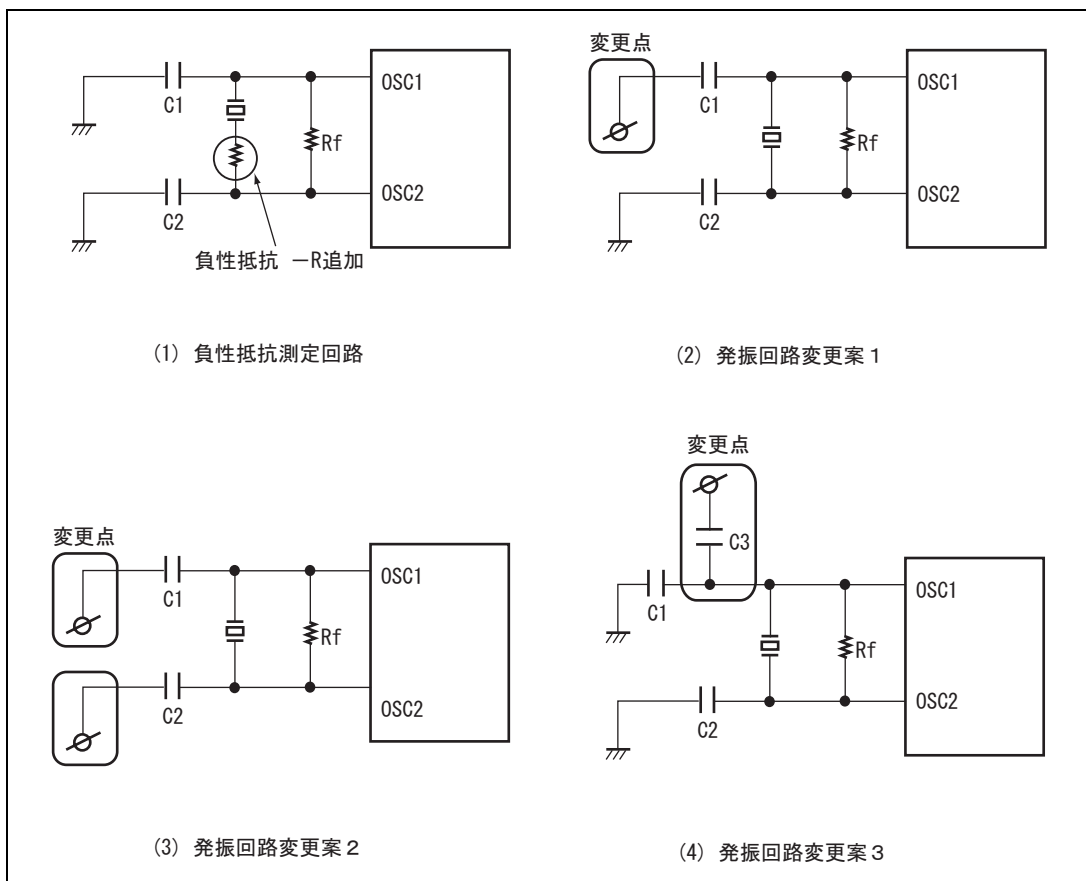 OSC1
C1
Rf
OSC2
C2
負性抵抗 －R追加
(1) 負性抵抗測定回路
変更点
OSC1
C1
Rf
OSC2
C2
(2) 発振回路変更案1
変更点
OSC1
C1
Rf
C2
OSC2
(3) 発振回路変更案2
変更点
C3
OSC1
C1
Rf
OSC2
C2
(4) 発振回路変更案3